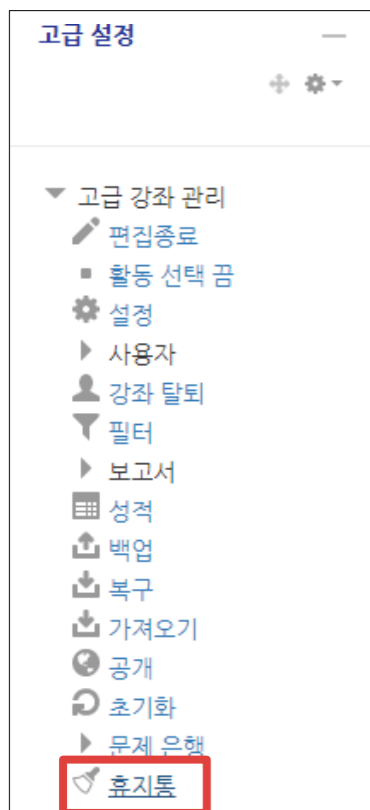 고급 설정
고급 강좌 관리
편집종료
활동 선택 끔
설정
사용자
강좌 탈퇴
필터
보고서
성적
백업
복구
가져오기
공개
초기화
문제 은행
휴지통